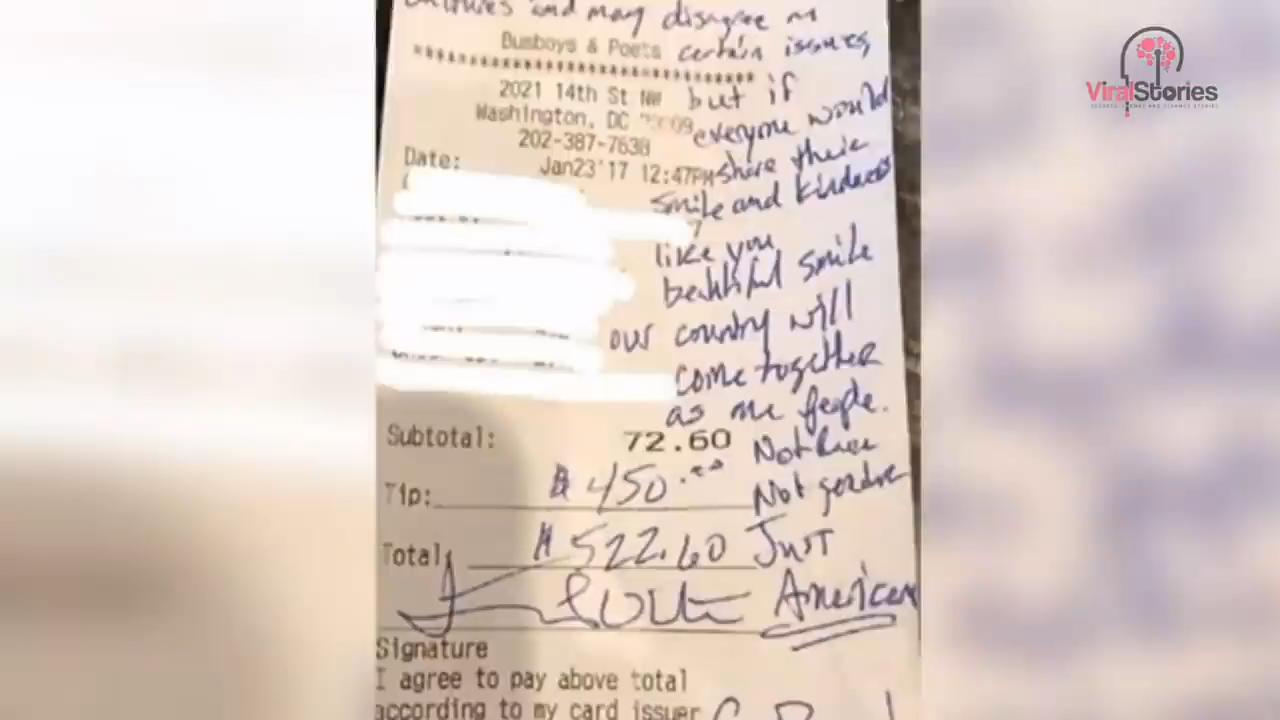 cultures and may disagree on
Busboys & Poets certain issues,
2021 14th St NW but if
Washington, DC everyone would
202-387-7638
Date: Jan23'17 12:47PM share their
smile and kindness
like you
beautiful smile
our country will
come together
as one people.
Subtotal: 72.60 Not Race
Tip: $450.00 Not gender
Total: $522.60 Just
American
Signature
I agree to pay above total
according to my card issuer
ViralStories